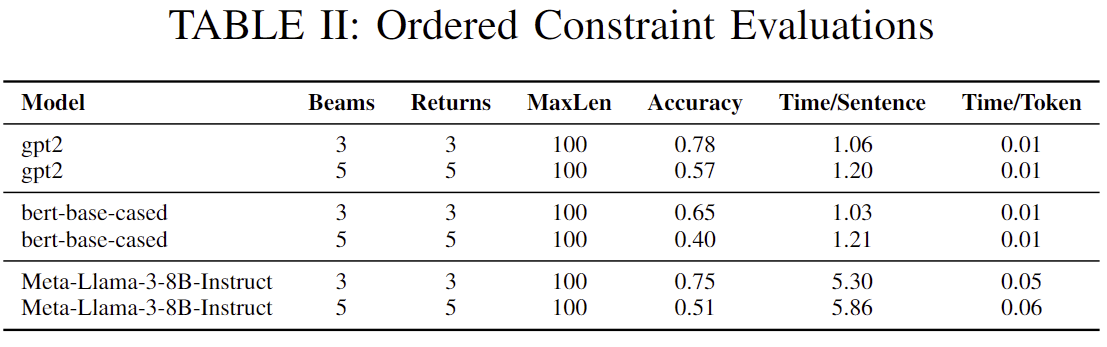 TABLE II: Ordered Constraint Evaluations
Model Beams Returns MaxLen Accuracy Time/Sentence Time/Token
gpt2 3 3 100 0.78 1.06 0.01
gpt2 5 5 100 0.57 1.20 0.01
bert-base-cased 3 3 100 0.65 1.03 0.01
bert-base-cased 5 5 100 0.40 1.21 0.01
Meta-Llama-3-8B-Instruct 3 3 100 0.75 5.30 0.05
Meta-Llama-3-8B-Instruct 5 5 100 0.51 5.86 0.06